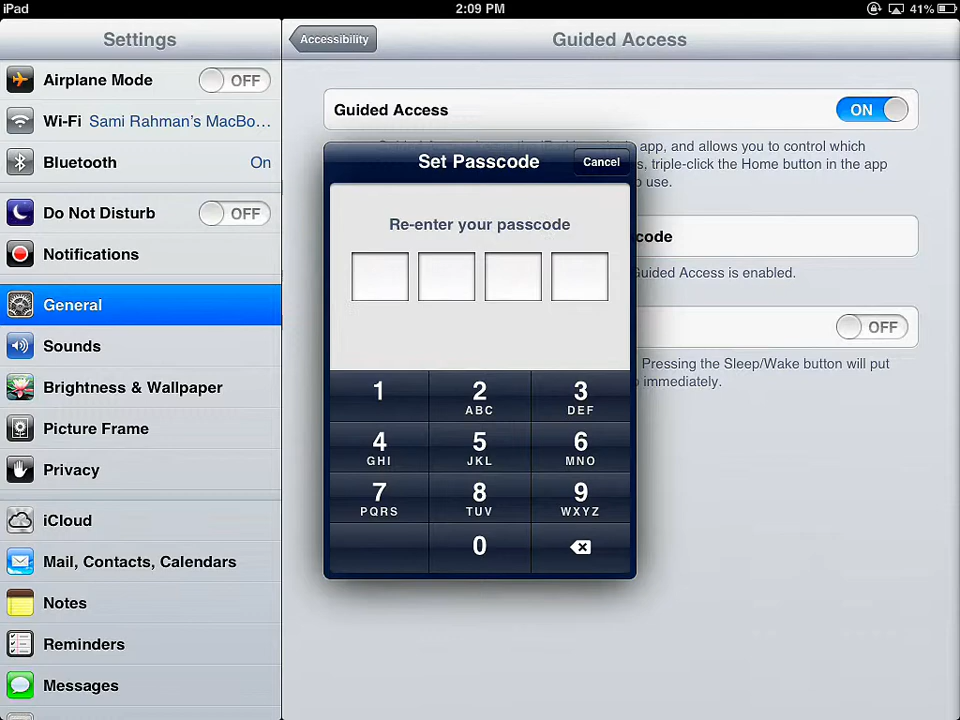 iPad
2:09 PM
41%
Settings
Airplane Mode OFF
Wi-Fi Sami Rahman's MacBo...
Bluetooth On
Do Not Disturb OFF
Notifications
General
Sounds
Brightness & Wallpaper
Picture Frame
Privacy
iCloud
Mail, Contacts, Calendars
Notes
Reminders
Messages
Accessibility
Guided Access
Guided Access ON
app, and allows you to control which
triple-click the Home button in the app
use.
Guided Access is enabled.
OFF
Pressing the Sleep/Wake button will put
immediately.
Set Passcode
Cancel
Re-enter your passcode
1
2 ABC
3 DEF
4 GHI
5 JKL
6 MNO
7 PQRS
8 TUV
9 WXYZ
0